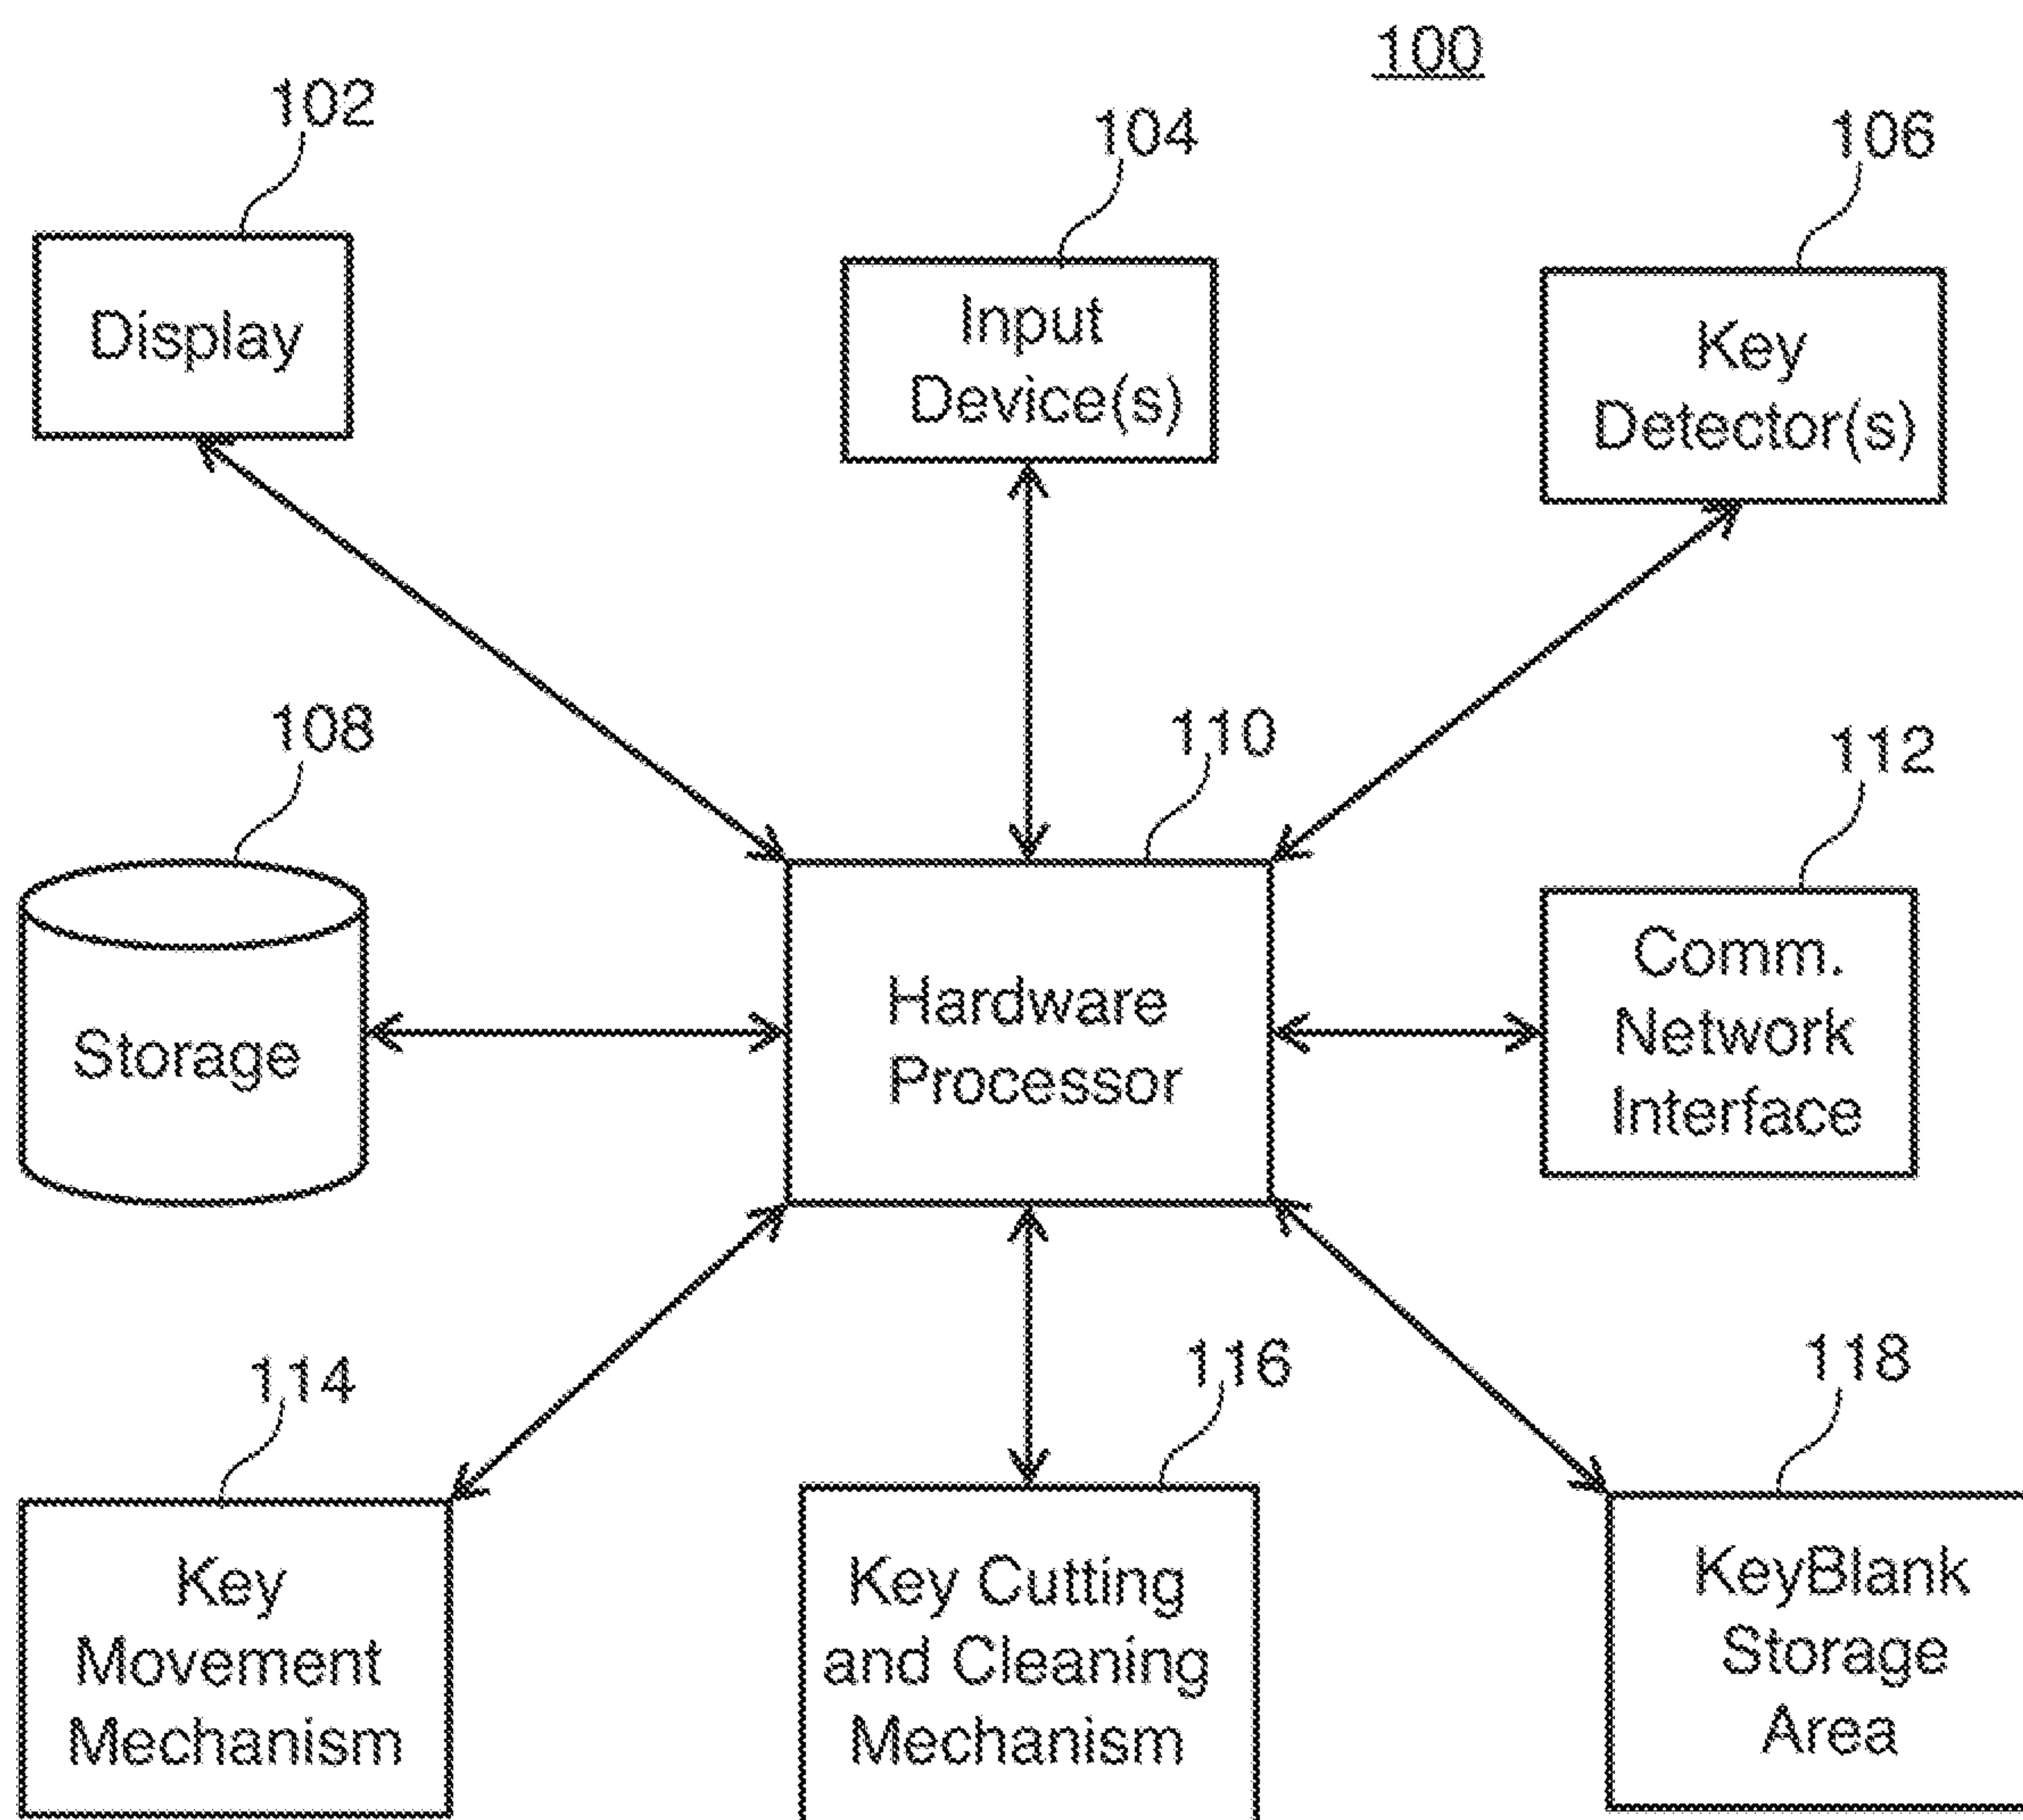 100
102
104
106
Display
Input
Device(s)
Key
Detector(s)
108
110
112
Storage
Hardware
Processor
Comm.
Network
Interface
114
116
118
Key
Movement
Mechanism
Key Cutting
and Cleaning
Mechanism
KeyBlank
Storage
Area